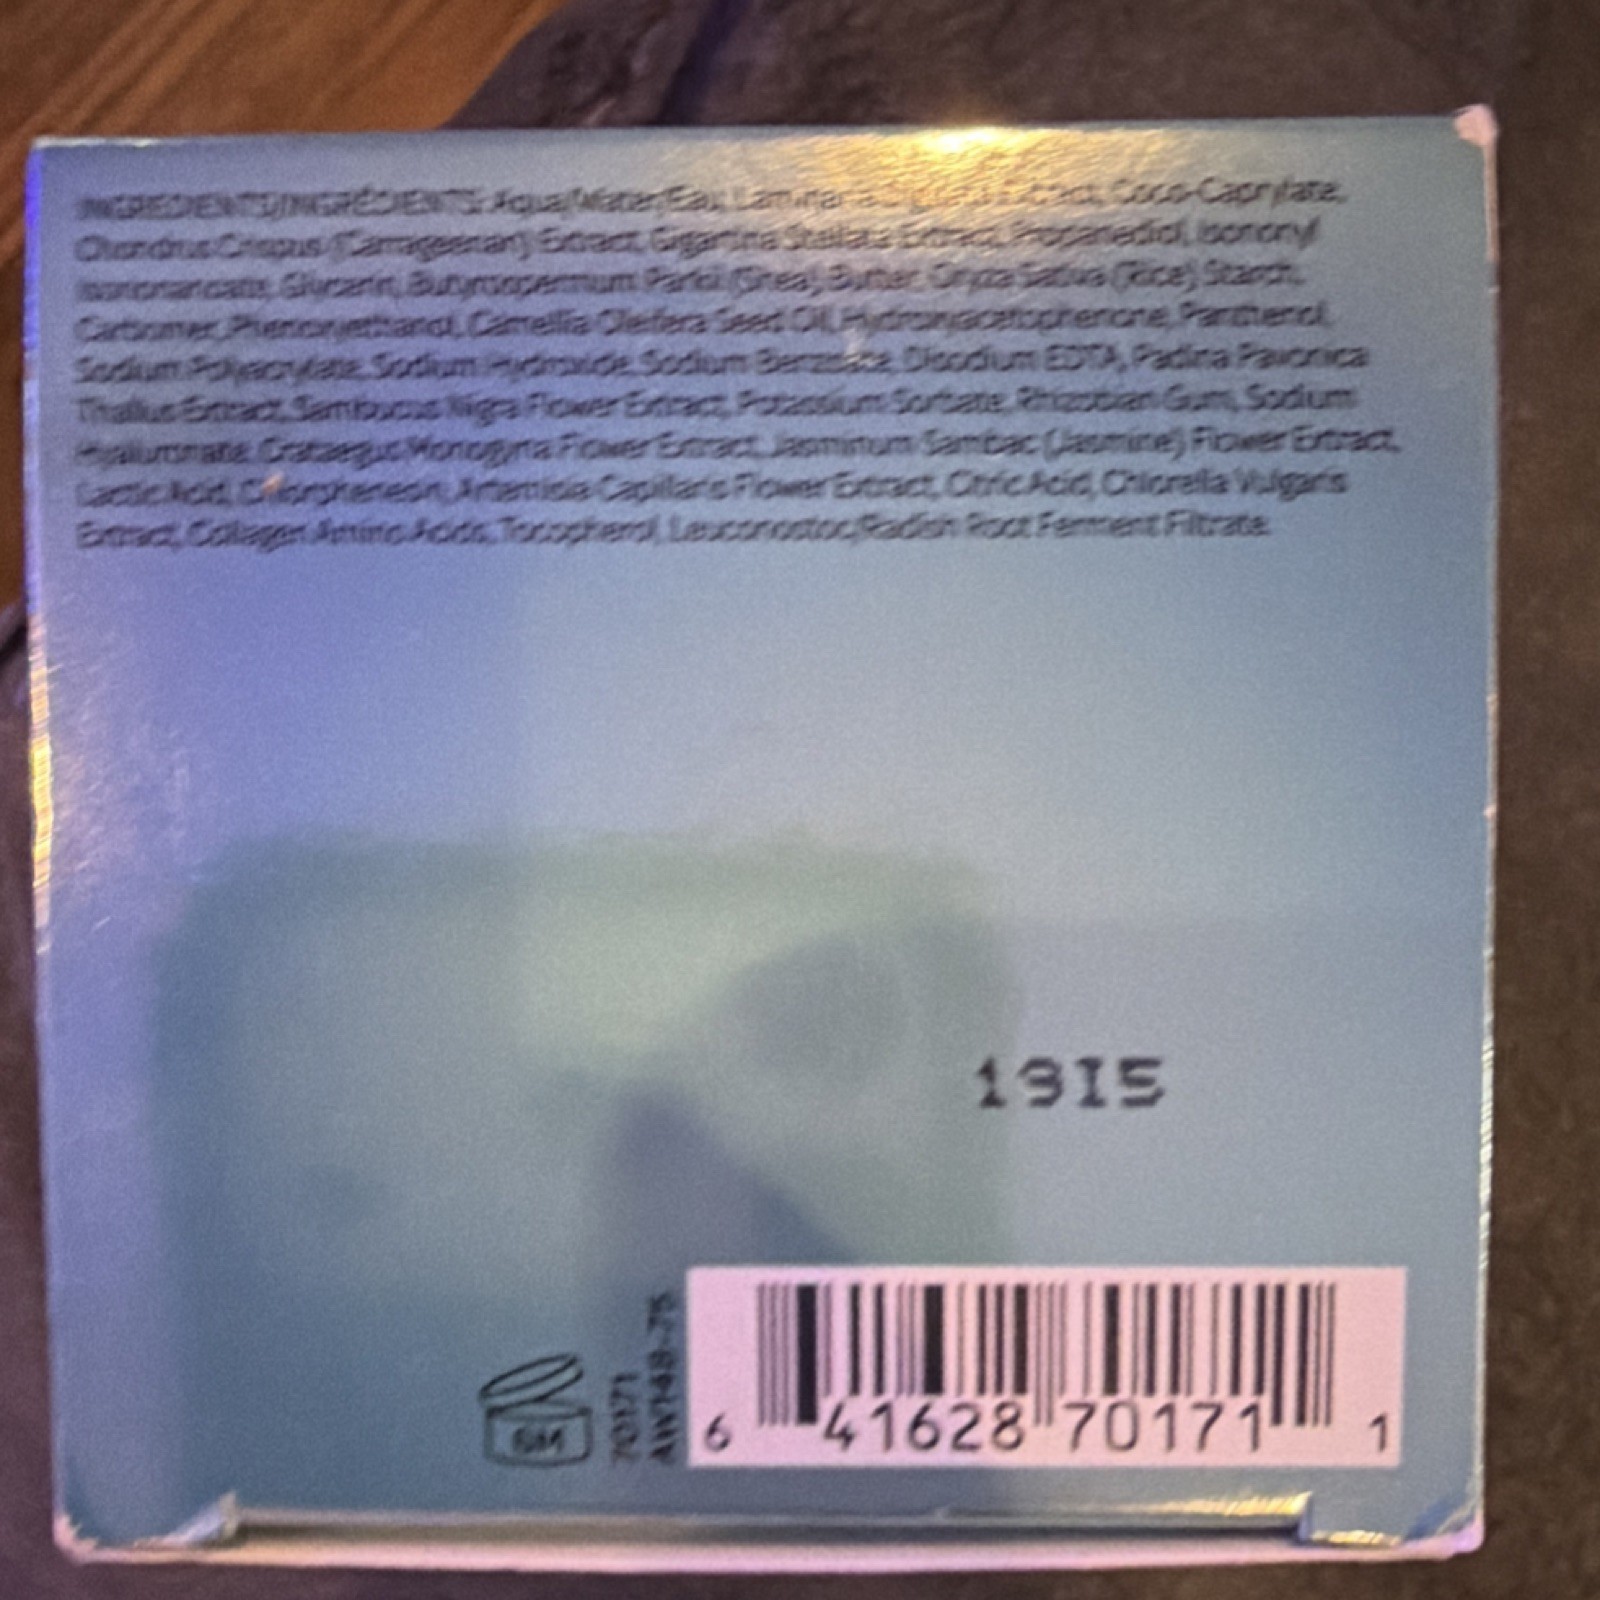 INGREDIENTS/INGRÉDIENTS: Aqua/Water/Eau, Laminaria Digitata Extract, Coco-Caprylate,
Chondrus Crispus (Carrageenan) Extract, Gigartina Stellata Extract, Propanediol, Isononyl
Isononanoate, Glycerin, Butyrospermum Parkii (Shea) Butter, Oryza Sativa (Rice) Starch,
Carbomer, Phenoxyethanol, Camellia Oleifera Seed Oil, Hydroxyacetophenone, Panthenol,
Sodium Polyacrylate, Sodium Hydroxide, Sodium Benzoate, Disodium EDTA, Padina Pavonica
Thallus Extract, Sambucus Nigra Flower Extract, Potassium Sorbate, Rhizobian Gum, Sodium
Hyaluronate, Crataegus Monogyna Flower Extract, Jasminum Sambac (Jasmine) Flower Extract,
Lactic Acid, Chlorphenesin, Artemisia Capillaris Flower Extract, Citric Acid, Chlorella Vulgaris
Extract, Collagen Amino Acids, Tocopherol, Leuconostoc/Radish Root Ferment Filtrate.
1315
70171
6 41628 70171 1